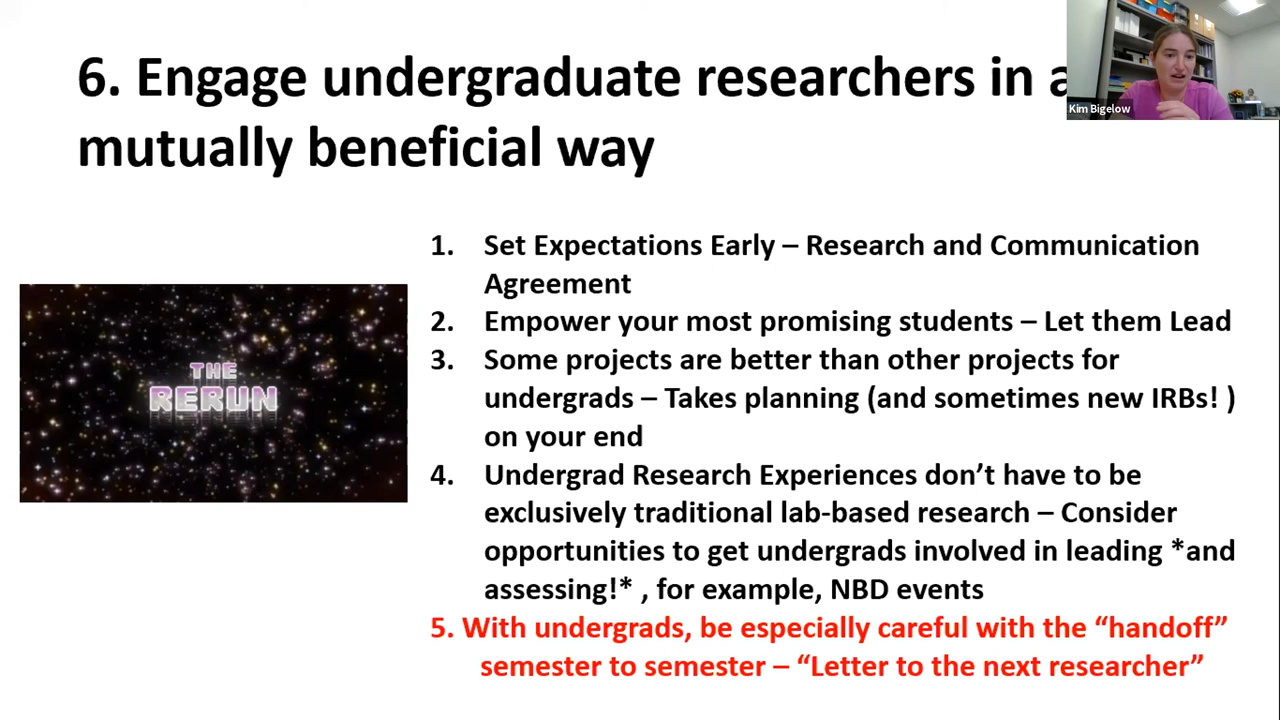 6. Engage undergraduate researchers in a
mutually beneficial way
Kim Bigelow
THE
RERUN
1. Set Expectations Early – Research and Communication
Agreement
2. Empower your most promising students – Let them Lead
3. Some projects are better than other projects for
undergrads – Takes planning (and sometimes new IRBs! )
on your end
4. Undergrad Research Experiences don’t have to be
exclusively traditional lab-based research – Consider
opportunities to get undergrads involved in leading *and
assessing!* , for example, NBD events
5. With undergrads, be especially careful with the “handoff”
semester to semester – “Letter to the next researcher”